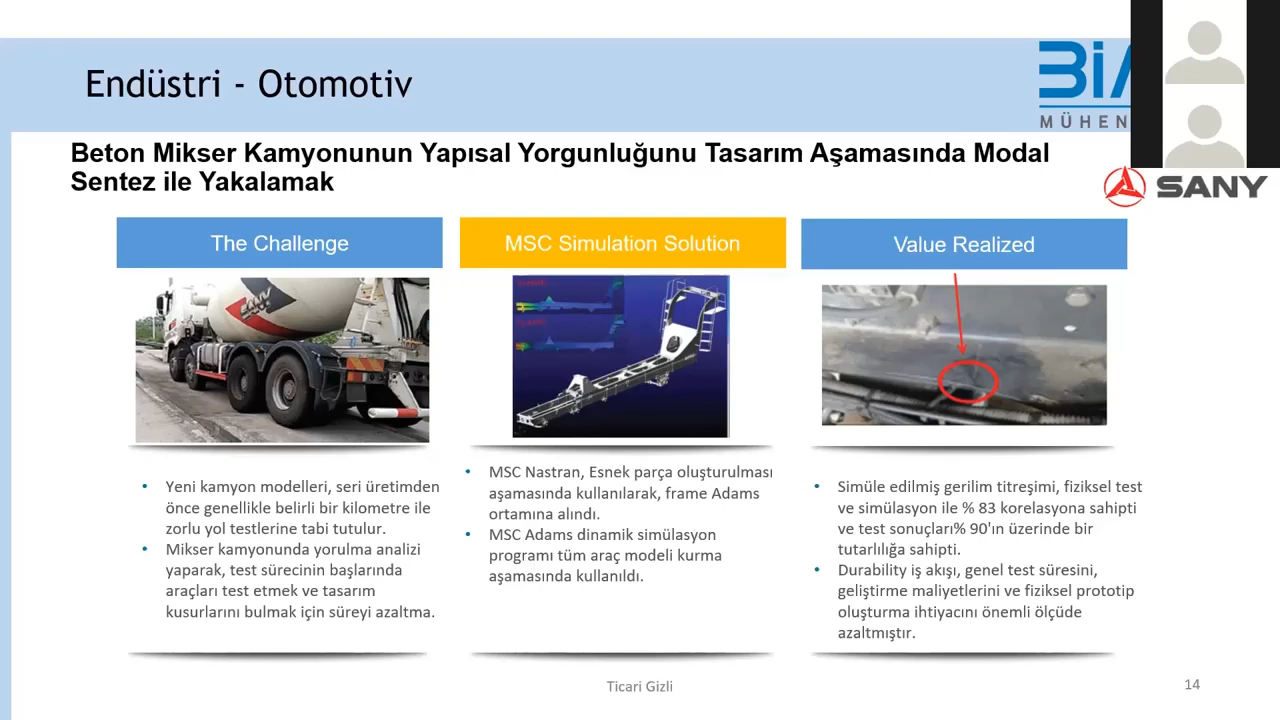 Endüstri - Otomotiv
MÜHEN
Beton Mikser Kamyonunun Yapısal Yorgunluğunu Tasarım Aşamasında Modal
Sentez ile Yakalamak
SANY
The Challenge
MSC Simulation Solution
Value Realized
SANY
• Yeni kamyon modelleri, seri üretimden
önce genellikle belirli bir kilometre ile
zorlu yol testlerine tabi tutulur.
• Mikser kamyonunda yorulma analizi
yaparak, test sürecinin başlarında
araçları test etmek ve tasarım
kusurlarını bulmak için süreyi azaltma.
• MSC Nastran, Esnek parça oluşturulması
aşamasında kullanılarak, frame Adams
ortamına alındı.
• MSC Adams dinamik simülasyon
programı tüm araç modeli kurma
aşamasında kullanıldı.
• Simüle edilmiş gerilim titreşimi, fiziksel test
ve simülasyon ile % 83 korelasyona sahipti
ve test sonuçları% 90'ın üzerinde bir
tutarlılığa sahipti.
• Durability iş akışı, genel test süresini,
geliştirme maliyetlerini ve fiziksel prototip
oluşturma ihtiyacını önemli ölçüde
azaltmıştır.
Ticari Gizli
14